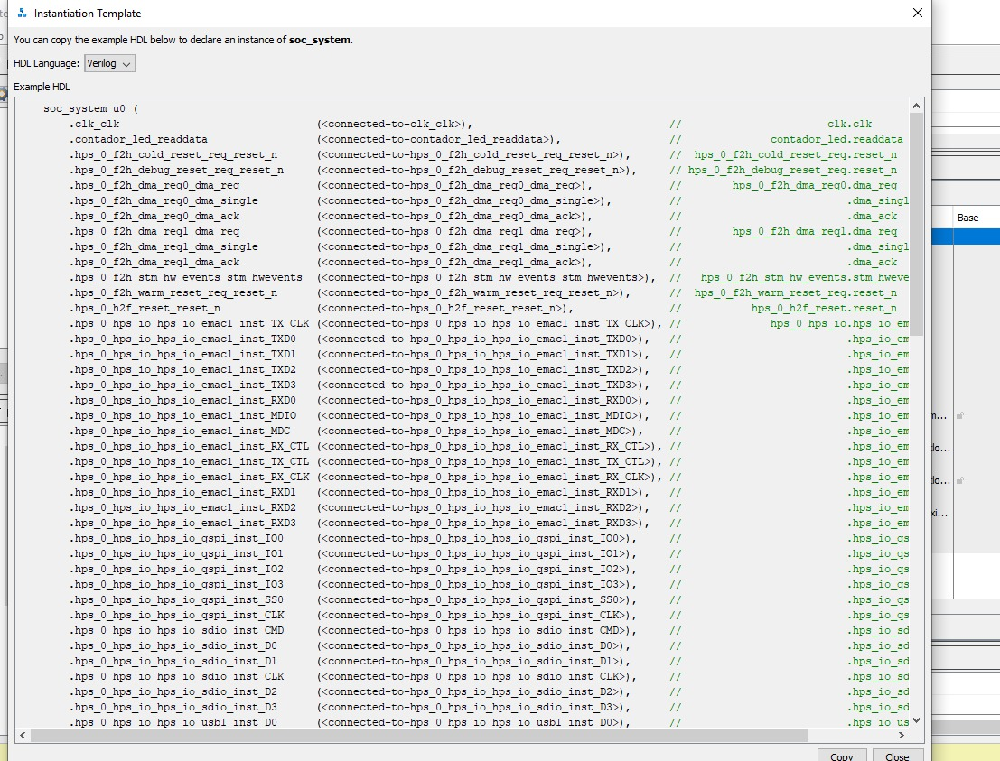 Instantiation Template
You can copy the example HDL below to declare an instance of soc_system.
HDL Language: Verilog
Example HDL
soc_system u0 (
.clk_clk (<connected-to-clk_clk>), // clk.clk
.contador_led_readdata (<connected-to-contador_led_readdata>), // contador_led.readdata
.hps_0_f2h_cold_reset_req_reset_n (<connected-to-hps_0_f2h_cold_reset_req_reset_n>), // hps_0_f2h_cold_reset_req.reset_n
.hps_0_f2h_debug_reset_req_reset_n (<connected-to-hps_0_f2h_debug_reset_req_reset_n>), // hps_0_f2h_debug_reset_req.reset_n
.hps_0_f2h_dma_req0_dma_req (<connected-to-hps_0_f2h_dma_req0_dma_req>), // hps_0_f2h_dma_req0.dma_req
.hps_0_f2h_dma_req0_dma_single (<connected-to-hps_0_f2h_dma_req0_dma_single>), // .dma_singl
.hps_0_f2h_dma_req0_dma_ack (<connected-to-hps_0_f2h_dma_req0_dma_ack>), // .dma_ack
.hps_0_f2h_dma_req1_dma_req (<connected-to-hps_0_f2h_dma_req1_dma_req>), // hps_0_f2h_dma_req1.dma_req
.hps_0_f2h_dma_req1_dma_single (<connected-to-hps_0_f2h_dma_req1_dma_single>), // .dma_singl
.hps_0_f2h_dma_req1_dma_ack (<connected-to-hps_0_f2h_dma_req1_dma_ack>), // .dma_ack
.hps_0_f2h_stm_hw_events_stm_hwevents (<connected-to-hps_0_f2h_stm_hw_events_stm_hwevents>), // hps_0_f2h_stm_hw_events.stm_hweve
.hps_0_f2h_warm_reset_req_reset_n (<connected-to-hps_0_f2h_warm_reset_req_reset_n>), // hps_0_f2h_warm_reset_req.reset_n
.hps_0_h2f_reset_reset_n (<connected-to-hps_0_h2f_reset_reset_n>), // hps_0_h2f_reset.reset_n
.hps_0_hps_io_hps_io_emac1_inst_TX_CLK (<connected-to-hps_0_hps_io_hps_io_emac1_inst_TX_CLK>), // hps_0_hps_io.hps_io_em
.hps_0_hps_io_hps_io_emac1_inst_TXD0 (<connected-to-hps_0_hps_io_hps_io_emac1_inst_TXD0>), // .hps_io_em
.hps_0_hps_io_hps_io_emac1_inst_TXD1 (<connected-to-hps_0_hps_io_hps_io_emac1_inst_TXD1>), // .hps_io_em
.hps_0_hps_io_hps_io_emac1_inst_TXD2 (<connected-to-hps_0_hps_io_hps_io_emac1_inst_TXD2>), // .hps_io_em
.hps_0_hps_io_hps_io_emac1_inst_TXD3 (<connected-to-hps_0_hps_io_hps_io_emac1_inst_TXD3>), // .hps_io_em
.hps_0_hps_io_hps_io_emac1_inst_RXD0 (<connected-to-hps_0_hps_io_hps_io_emac1_inst_RXD0>), // .hps_io_em
.hps_0_hps_io_hps_io_emac1_inst_MDIO (<connected-to-hps_0_hps_io_hps_io_emac1_inst_MDIO>), // .hps_io_em
.hps_0_hps_io_hps_io_emac1_inst_MDC (<connected-to-hps_0_hps_io_hps_io_emac1_inst_MDC>), // .hps_io_em
.hps_0_hps_io_hps_io_emac1_inst_RX_CTL (<connected-to-hps_0_hps_io_hps_io_emac1_inst_RX_CTL>), // .hps_io_em
.hps_0_hps_io_hps_io_emac1_inst_TX_CTL (<connected-to-hps_0_hps_io_hps_io_emac1_inst_TX_CTL>), // .hps_io_em
.hps_0_hps_io_hps_io_emac1_inst_RX_CLK (<connected-to-hps_0_hps_io_hps_io_emac1_inst_RX_CLK>), // .hps_io_em
.hps_0_hps_io_hps_io_emac1_inst_RXD1 (<connected-to-hps_0_hps_io_hps_io_emac1_inst_RXD1>), // .hps_io_em
.hps_0_hps_io_hps_io_emac1_inst_RXD2 (<connected-to-hps_0_hps_io_hps_io_emac1_inst_RXD2>), // .hps_io_em
.hps_0_hps_io_hps_io_emac1_inst_RXD3 (<connected-to-hps_0_hps_io_hps_io_emac1_inst_RXD3>), // .hps_io_em
.hps_0_hps_io_hps_io_qspi_inst_IO0 (<connected-to-hps_0_hps_io_hps_io_qspi_inst_IO0>), // .hps_io_qs
.hps_0_hps_io_hps_io_qspi_inst_IO1 (<connected-to-hps_0_hps_io_hps_io_qspi_inst_IO1>), // .hps_io_qs
.hps_0_hps_io_hps_io_qspi_inst_IO2 (<connected-to-hps_0_hps_io_hps_io_qspi_inst_IO2>), // .hps_io_qs
.hps_0_hps_io_hps_io_qspi_inst_IO3 (<connected-to-hps_0_hps_io_hps_io_qspi_inst_IO3>), // .hps_io_qs
.hps_0_hps_io_hps_io_qspi_inst_SS0 (<connected-to-hps_0_hps_io_hps_io_qspi_inst_SS0>), // .hps_io_qs
.hps_0_hps_io_hps_io_qspi_inst_CLK (<connected-to-hps_0_hps_io_hps_io_qspi_inst_CLK>), // .hps_io_qs
.hps_0_hps_io_hps_io_sdio_inst_CMD (<connected-to-hps_0_hps_io_hps_io_sdio_inst_CMD>), // .hps_io_sd
.hps_0_hps_io_hps_io_sdio_inst_D0 (<connected-to-hps_0_hps_io_hps_io_sdio_inst_D0>), // .hps_io_sd
.hps_0_hps_io_hps_io_sdio_inst_D1 (<connected-to-hps_0_hps_io_hps_io_sdio_inst_D1>), // .hps_io_sd
.hps_0_hps_io_hps_io_sdio_inst_CLK (<connected-to-hps_0_hps_io_hps_io_sdio_inst_CLK>), // .hps_io_sd
.hps_0_hps_io_hps_io_sdio_inst_D2 (<connected-to-hps_0_hps_io_hps_io_sdio_inst_D2>), // .hps_io_sd
.hps_0_hps_io_hps_io_sdio_inst_D3 (<connected-to-hps_0_hps_io_hps_io_sdio_inst_D3>), // .hps_io_sd
.hps_0_hps_io_hps_io_usb1_inst_D0 (<connected-to-hps_0_hps_io_hps_io_usb1_inst_D0>), // .hps_io_us
Copy Close
Base